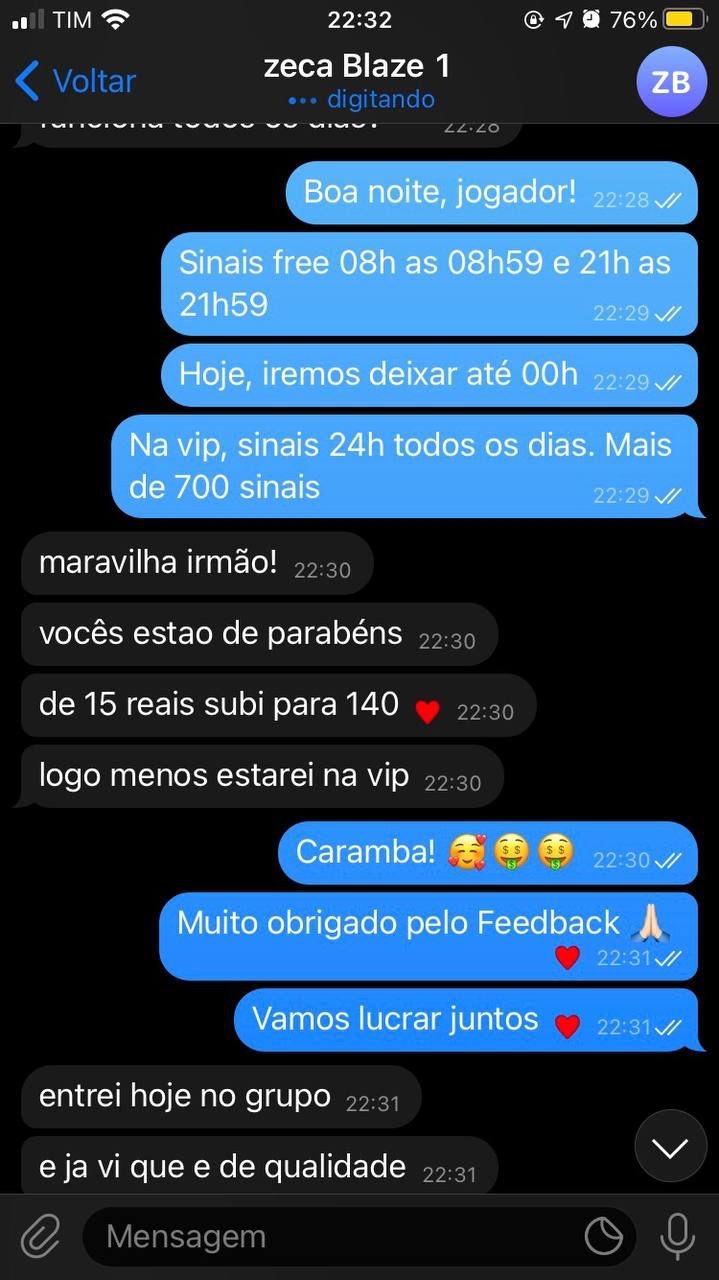 TIM 22:32 76%
Voltar zeca Blaze 1 ZB
digitando
funciona todos os dias? 22:28
Boa noite, jogador! 22:28
Sinais free 08h as 08h59 e 21h as
21h59 22:29
Hoje, iremos deixar até 00h 22:29
Na vip, sinais 24h todos os dias. Mais
de 700 sinais 22:29
maravilha irmão! 22:30
vocês estao de parabéns 22:30
de 15 reais subi para 140 ♥ 22:30
logo menos estarei na vip 22:30
Caramba! 🥰🤑🤑 22:30
Muito obrigado pelo Feedback 🙏🏻
♥ 22:31
Vamos lucrar juntos ♥ 22:31
entrei hoje no grupo 22:31
e ja vi que e de qualidade 22:31
Mensagem